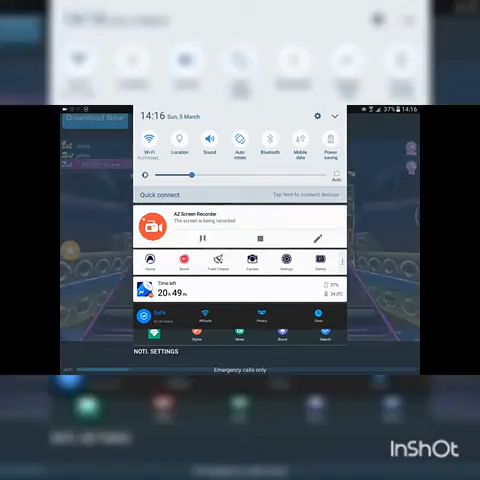 Download Now
37% 14:16
14:16 Sun, 5 March
Wi-Fi Location Sound Auto rotate Bluetooth Mobile data Power saving
Auto
Quick connect Tap here to connect devices
AZ Screen Recorder
The screen is being recorded
Home Boost Trash Cleaner Camera Settings
Time left
20h 49m
37%
34.0°C
Safe
Privacy Clean
Styles News Boost Search
NOTI. SETTINGS
Emergency calls only
InShOt